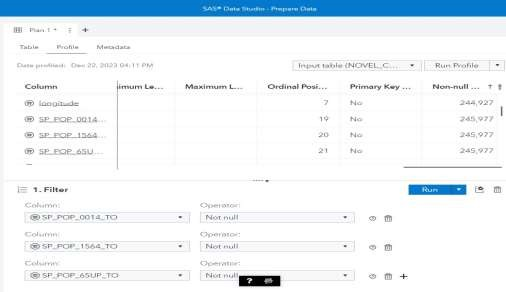 SAS® Data Studio - Prepare Data
Plan 1 *
Table Profile Metadata
Date profiled: Dec 22, 2023 04:11 PM Input table (NOVEL_C... Run Profile
Column imum Le... Maximum L... Ordinal Posi... Primary Key ... Non-null ...
longitude 7 No 244,927
SP_POP_0014... 19 No 245,977
SP_POP_1564... 20 No 245,977
SP_POP_65U... 21 No 245,977
1. Filter Run
Column: Operator:
SP_POP_0014_TO Not null
Column: Operator:
SP_POP_1564_TO Not null
Column: Operator:
SP_POP_65UP_TO Not null
?